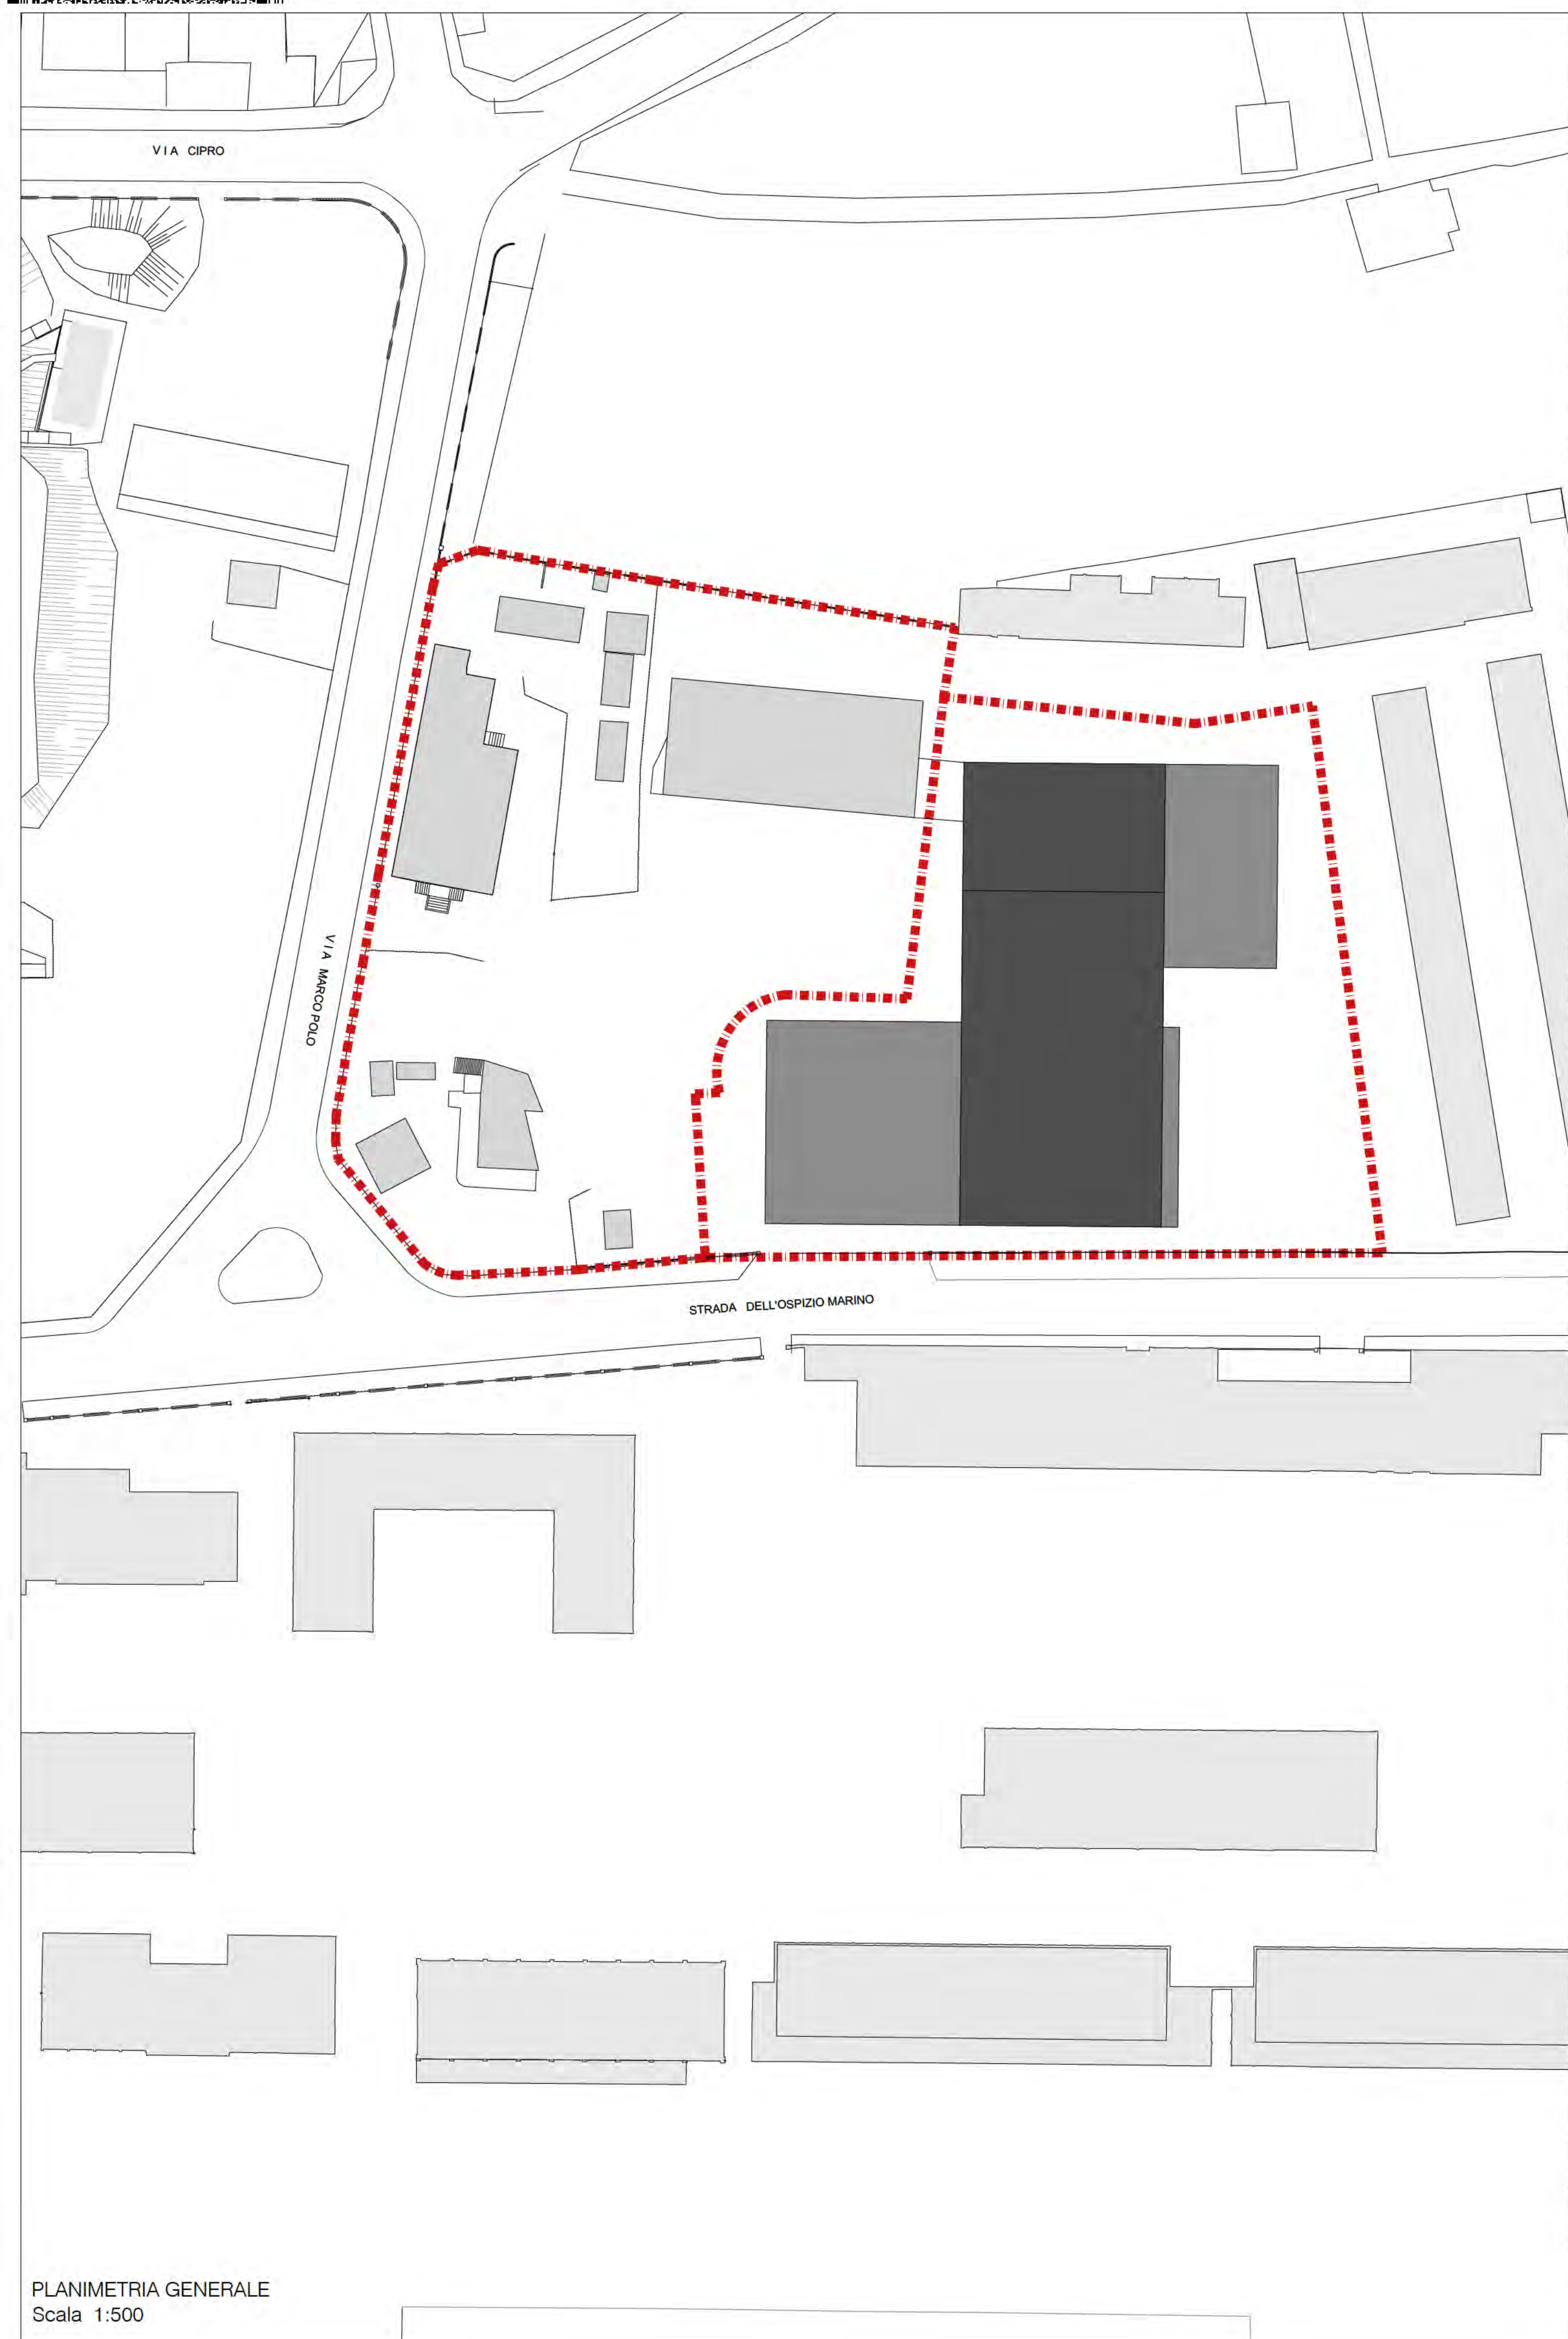 VIA CIPRO
VIA MARCO POLO
STRADA DELL'OSPIZIO MARINO
PLANIMETRIA GENERALE
Scala 1:500